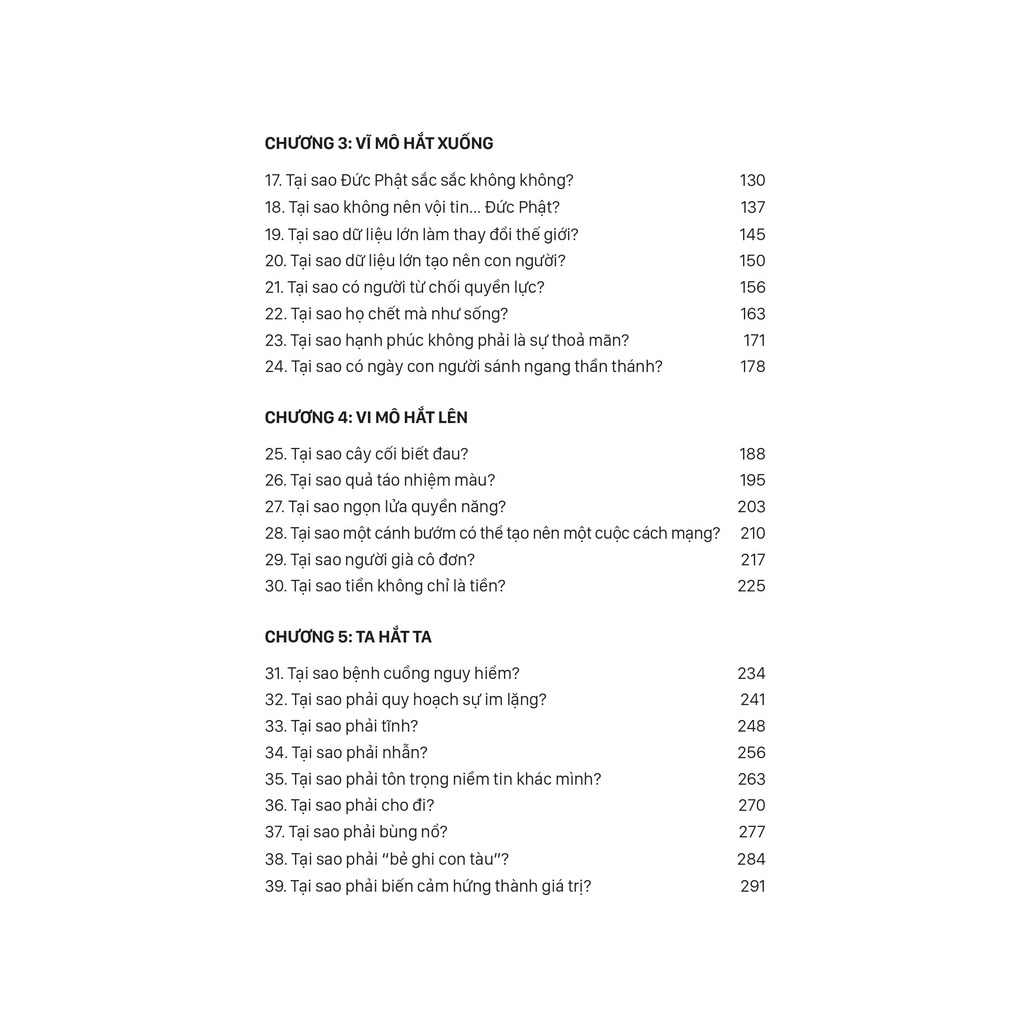 CHƯƠNG 3: VĨ MÔ HẮT XUỐNG
17. Tại sao Đức Phật sắc sắc không không? 130
18. Tại sao không nên vội tin... Đức Phật? 137
19. Tại sao dữ liệu lớn làm thay đổi thế giới? 145
20. Tại sao dữ liệu lớn tạo nên con người? 150
21. Tại sao có người từ chối quyền lực? 156
22. Tại sao họ chết mà như sống? 163
23. Tại sao hạnh phúc không phải là sự thoả mãn? 171
24. Tại sao có ngày con người sánh ngang thần thánh? 178
CHƯƠNG 4: VI MÔ HẮT LÊN
25. Tại sao cây cối biết đau? 188
26. Tại sao quả táo nhiệm màu? 195
27. Tại sao ngọn lửa quyền năng? 203
28. Tại sao một cánh bướm có thể tạo nên một cuộc cách mạng? 210
29. Tại sao người già cô đơn? 217
30. Tại sao tiền không chỉ là tiền? 225
CHƯƠNG 5: TA HẮT TA
31. Tại sao bệnh cuồng nguy hiểm? 234
32. Tại sao phải quy hoạch sự im lặng? 241
33. Tại sao phải tĩnh? 248
34. Tại sao phải nhẫn? 256
35. Tại sao phải tôn trọng niềm tin khác mình? 263
36. Tại sao phải cho đi? 270
37. Tại sao phải bùng nổ? 277
38. Tại sao phải “bẻ ghi con tàu”? 284
39. Tại sao phải biến cảm hứng thành giá trị? 291